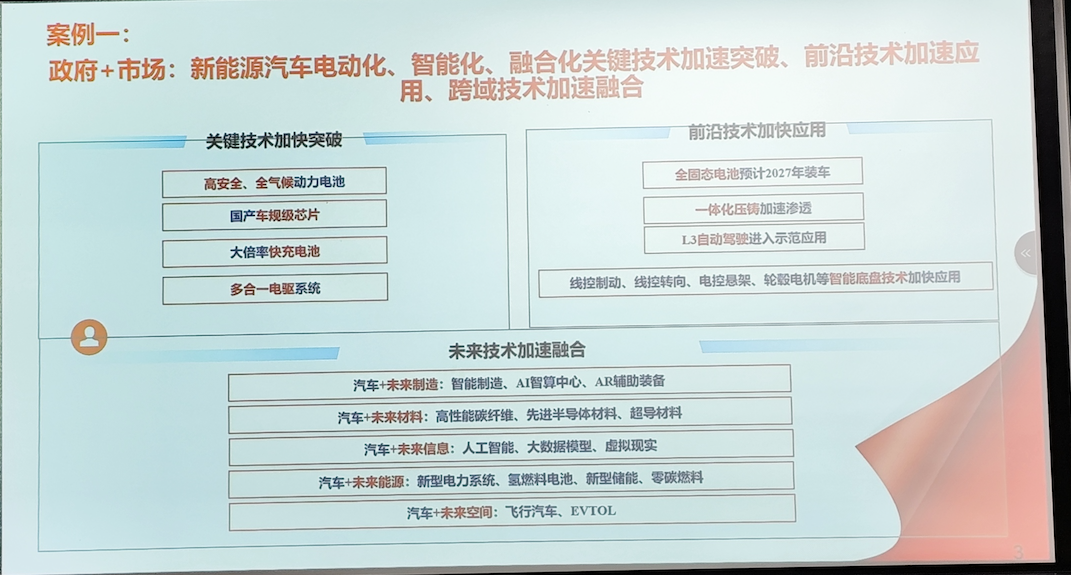 案例一：
政府+市场：新能源汽车电动化、智能化、融合化关键技术加速突破、前沿技术加速应
用、跨域技术加速融合
关键技术加快突破
高安全、全气候动力电池
国产车规级芯片
大倍率快充电池
多合一电驱系统
前沿技术加快应用
全固态电池预计2027年装车
一体化压铸加速渗透
L3自动驾驶进入示范应用
线控制动、线控转向、电控悬架、轮毂电机等智能底盘技术加快应用
未来技术加速融合
汽车+未来制造：智能制造、AI智算中心、AR辅助装备
汽车+未来材料：高性能碳纤维、先进半导体材料、超导材料
汽车+未来信息：人工智能、大数据模型、虚拟现实
汽车+未来能源：新型电力系统、氢燃料电池、新型储能、零碳燃料
汽车+未来空间：飞行汽车、EVTOL
3